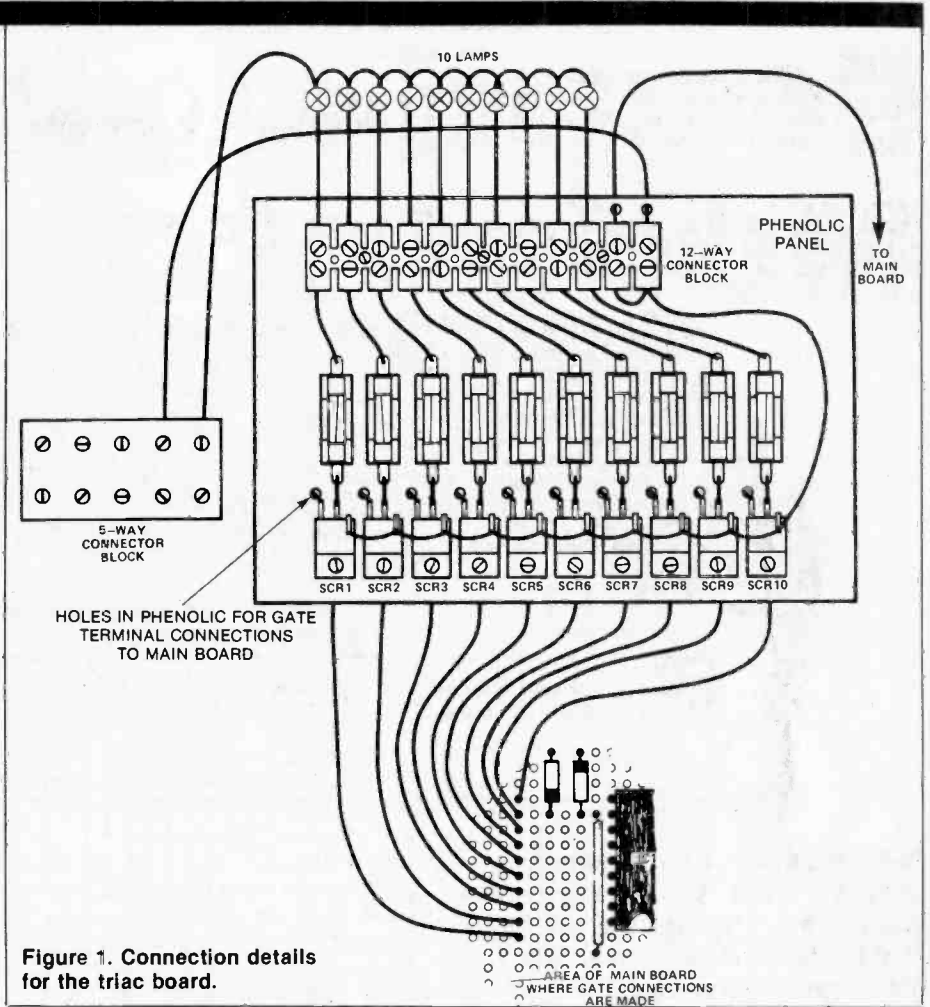 10 LAMPS
PHENOLIC
PANEL
12-WAY
CONNECTOR
BLOCK
TO
MAIN
BOARD
5-WAY
CONNECTOR
BLOCK
SCR1 SCR2 SCR3 SCR4 SCR5 SCR6 SCR7 SCR8 SCR9 SCR10
HOLES IN PHENOLIC FOR GATE
TERMINAL CONNECTIONS
TO MAIN BOARD
Figure 1. Connection details
for the triac board.
AREA OF MAIN BOARD
WHERE GATE CONNECTIONS
ARE MADE